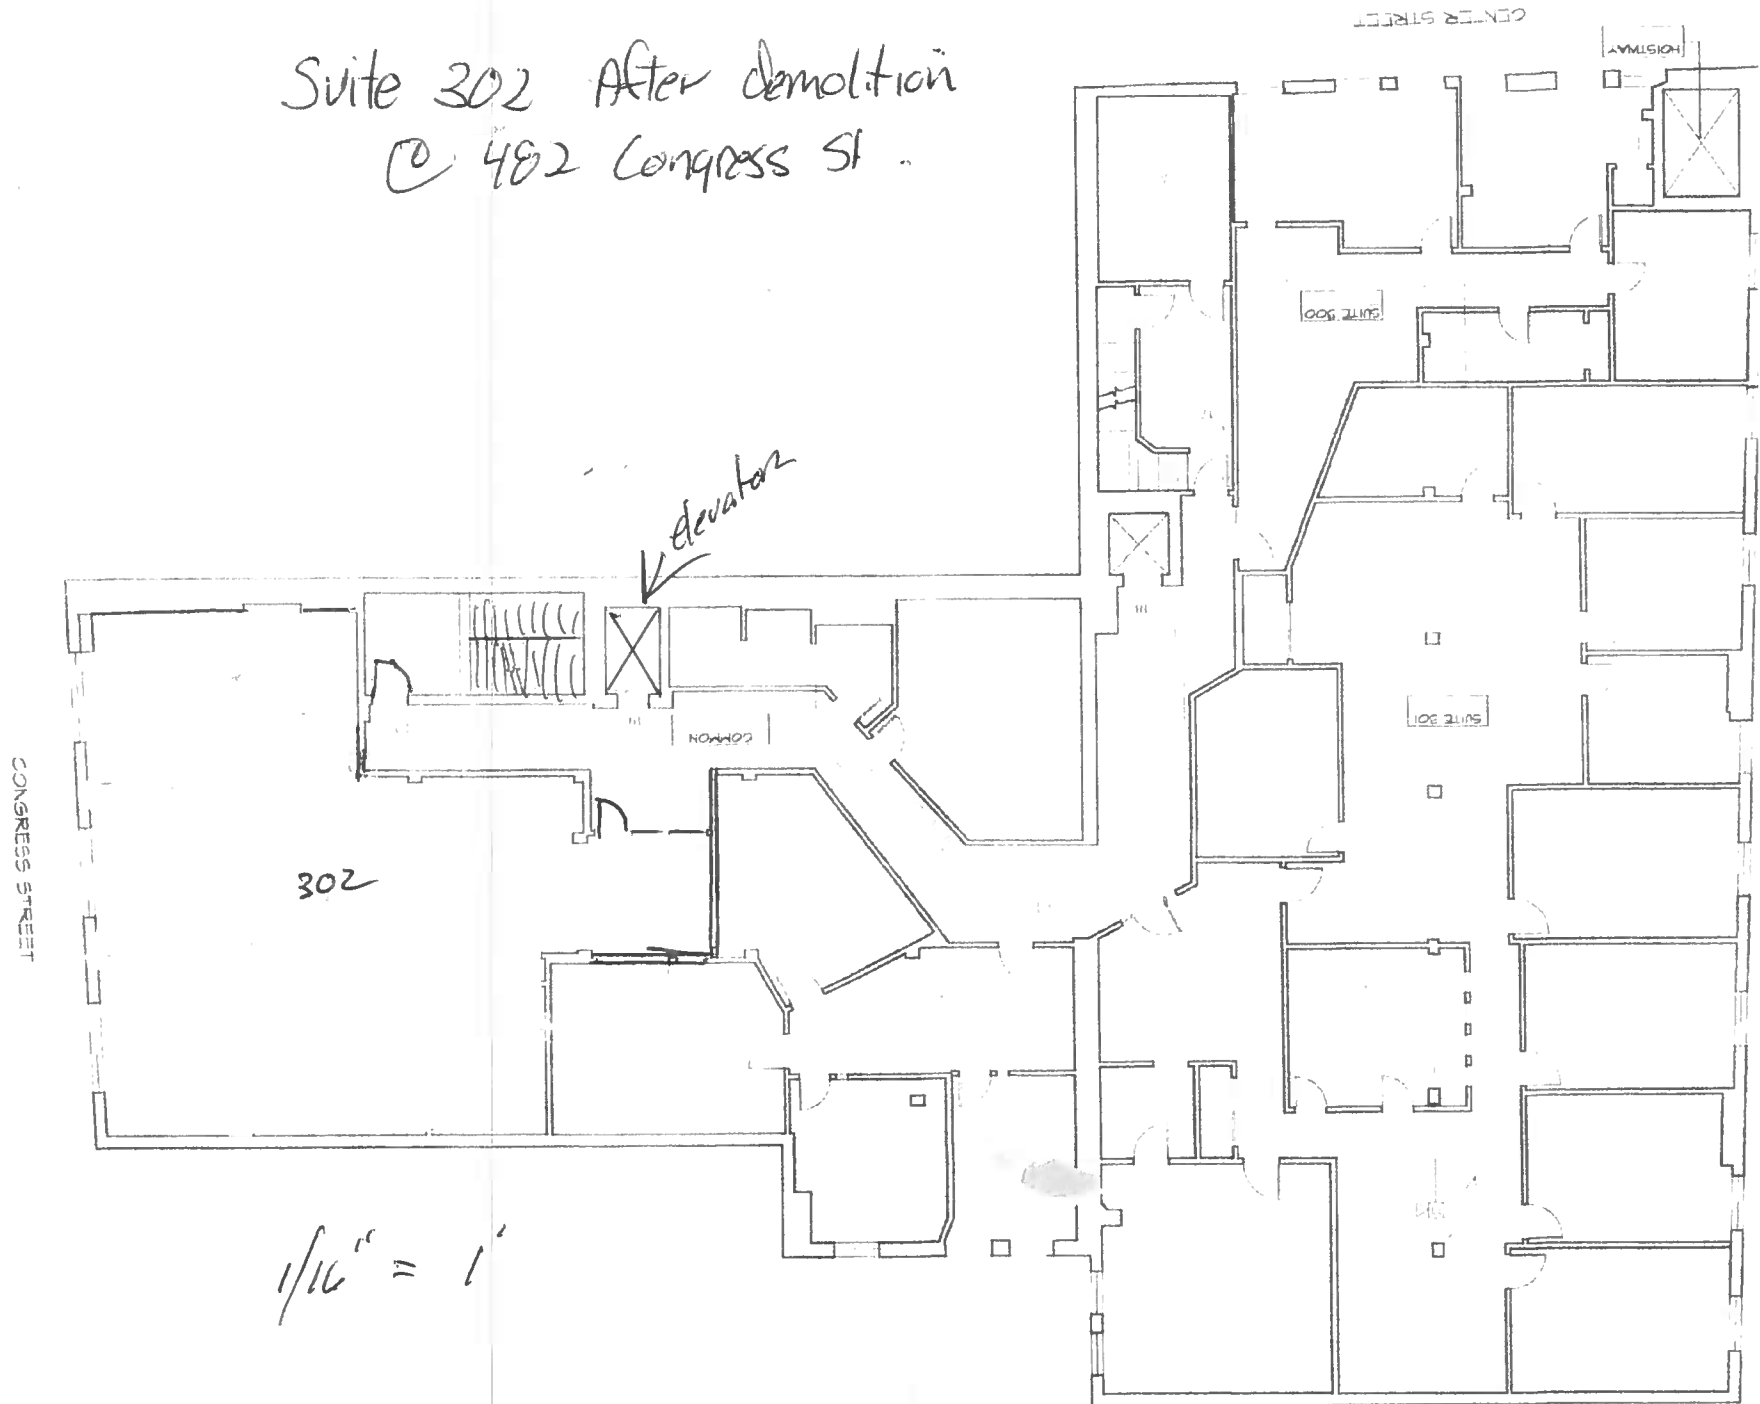 CENTER STREET
HOISTWAY
Suite 302 After demolition
@ 482 Congress St.
SUITE 300
elevator
SUITE 301
COMMON
CONGRESS STREET
302
1/16" = 1'